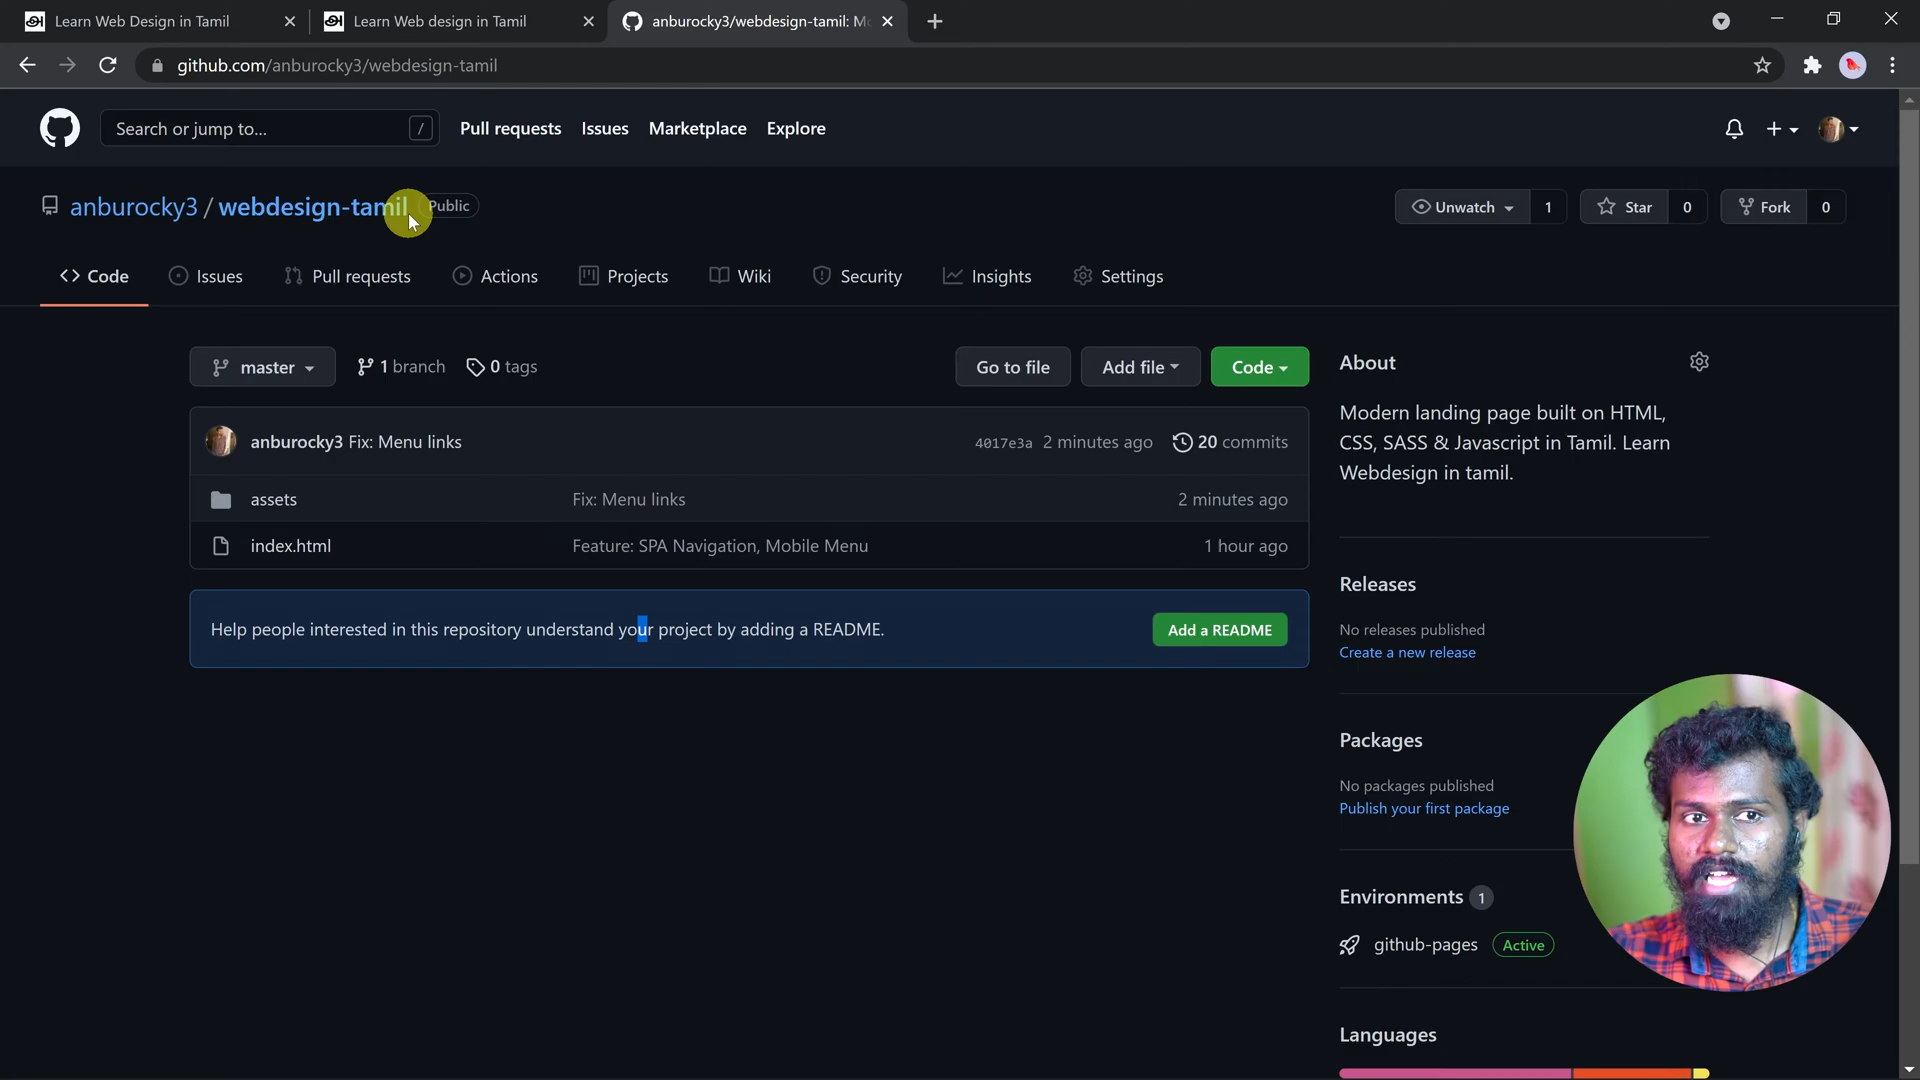 Learn Web Design in Tamil
Learn Web design in Tamil
anburocky3/webdesign-tamil: Mo
github.com/anburocky3/webdesign-tamil
Search or jump to... /
Pull requests Issues Marketplace Explore
anburocky3 / webdesign-tamil Public
Unwatch 1 Star 0 Fork 0
Code Issues Pull requests Actions Projects Wiki Security Insights Settings
master 1 branch 0 tags Go to file Add file Code
anburocky3 Fix: Menu links 4017e3a 2 minutes ago 20 commits
assets Fix: Menu links 2 minutes ago
index.html Feature: SPA Navigation, Mobile Menu 1 hour ago
Help people interested in this repository understand your project by adding a README. Add a README
About
Modern landing page built on HTML,
CSS, SASS & Javascript in Tamil. Learn
Webdesign in tamil.
Releases
No releases published
Create a new release
Packages
No packages published
Publish your first package
Environments 1
github-pages Active
Languages